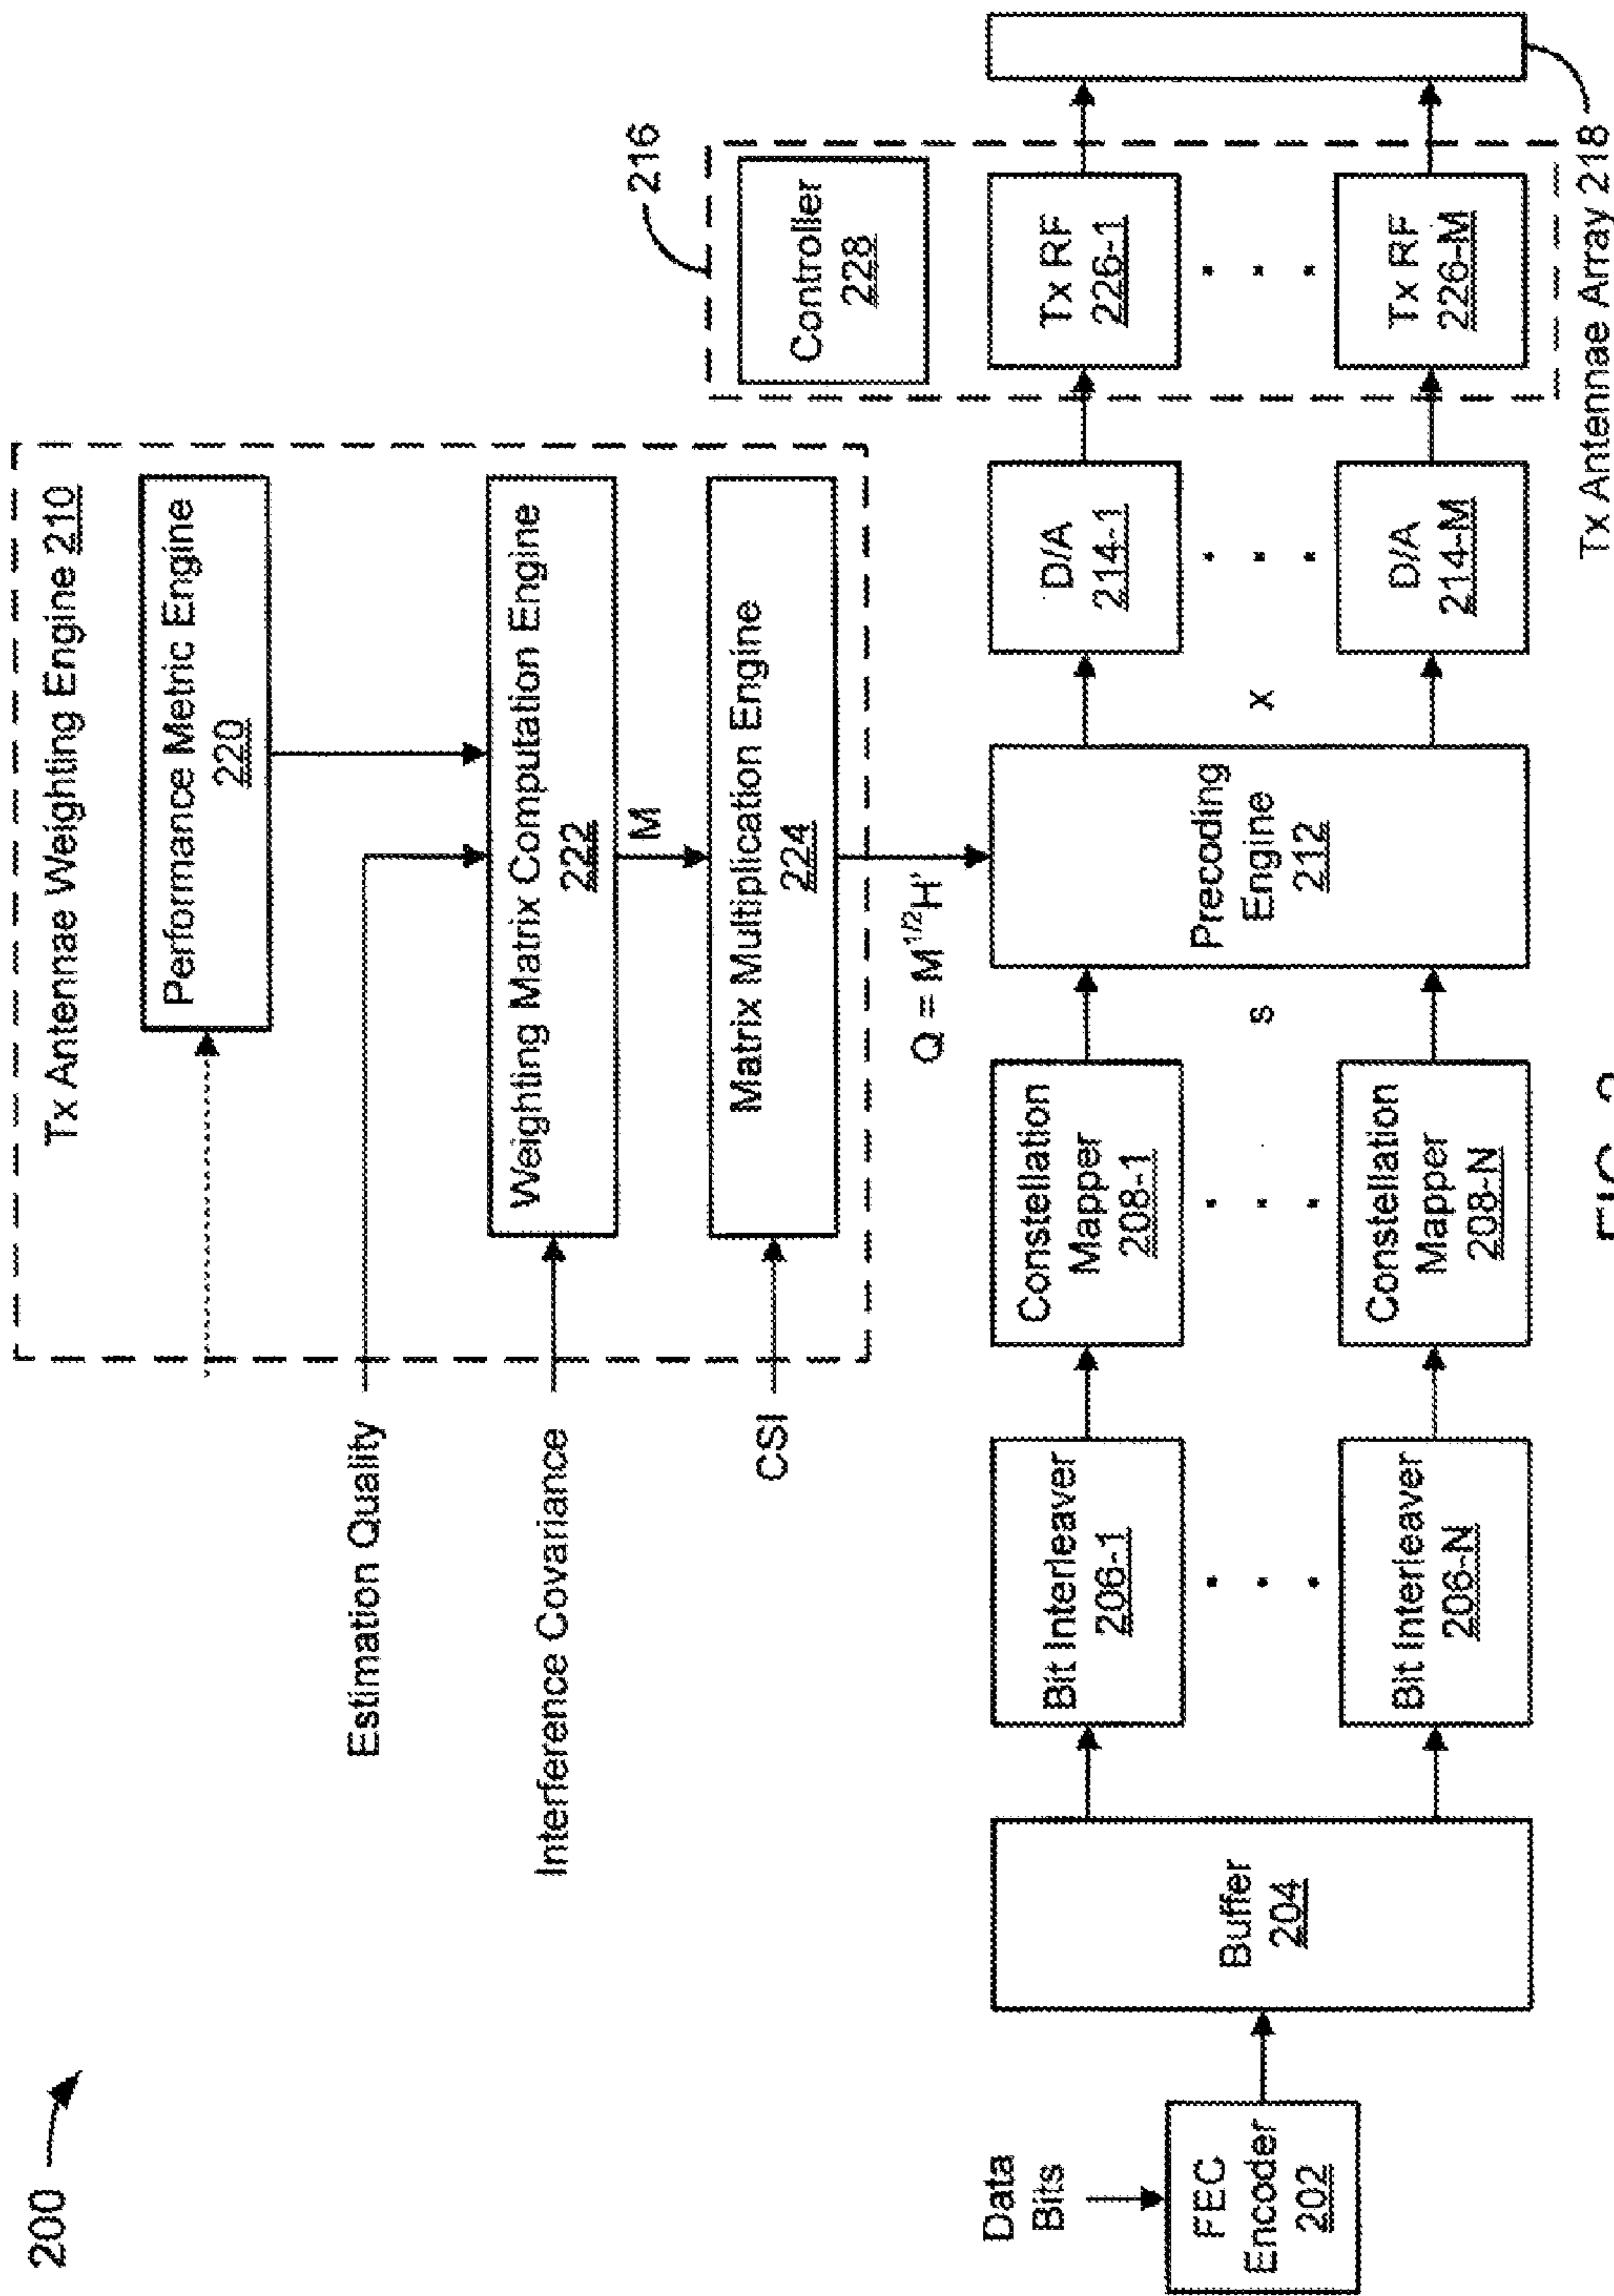 200
Tx Antennae Weighting Engine 210
Performance Metric Engine
220
Estimation Quality
Weighting Matrix Computation Engine
222
Interference Covariance
M
Matrix Multiplication Engine
224
CSI
Q = M^{1/2}H'
216
Controller
228
Data
Bits
FEC
Encoder
202
Buffer
204
Bit Interleaver
206-1
Bit Interleaver
206-N
Constellation
Mapper
208-1
Constellation
Mapper
208-N
s
Precoding
Engine
212
x
D/A
214-1
D/A
214-M
Tx RF
226-1
Tx RF
226-M
Tx Antennae Array 218